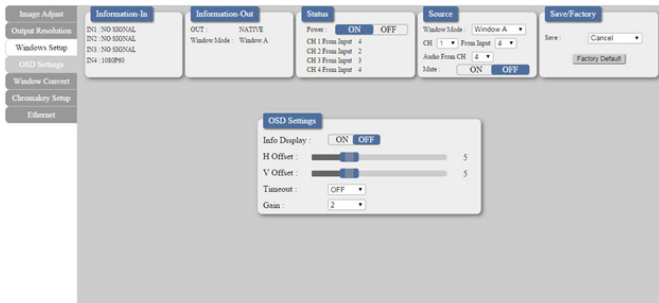 Image Adjust
Output Resolution
Windows Setup
OSD Settings
Window Convert
Chromakey Setup
Ethernet
Information-In
IN1 : NO SIGNAL
IN2 : NO SIGNAL
IN3 : NO SIGNAL
IN4 : 1080P60
Information-Out
OUT : NATIVE
Window Mode : Window A
Status
Power : ON OFF
CH 1 From Input 4
CH 2 From Input 2
CH 3 From Input 3
CH 4 From Input 4
Source
Window Mode : Window A
CH 1 From Input 4
Audio From CH 4
Mute : ON OFF
Save/Factory
Save : Cancel
Factory Default
OSD Settings
Info Display : ON OFF
H Offset : 5
V Offset : 5
Timeout : OFF
Gain : 2